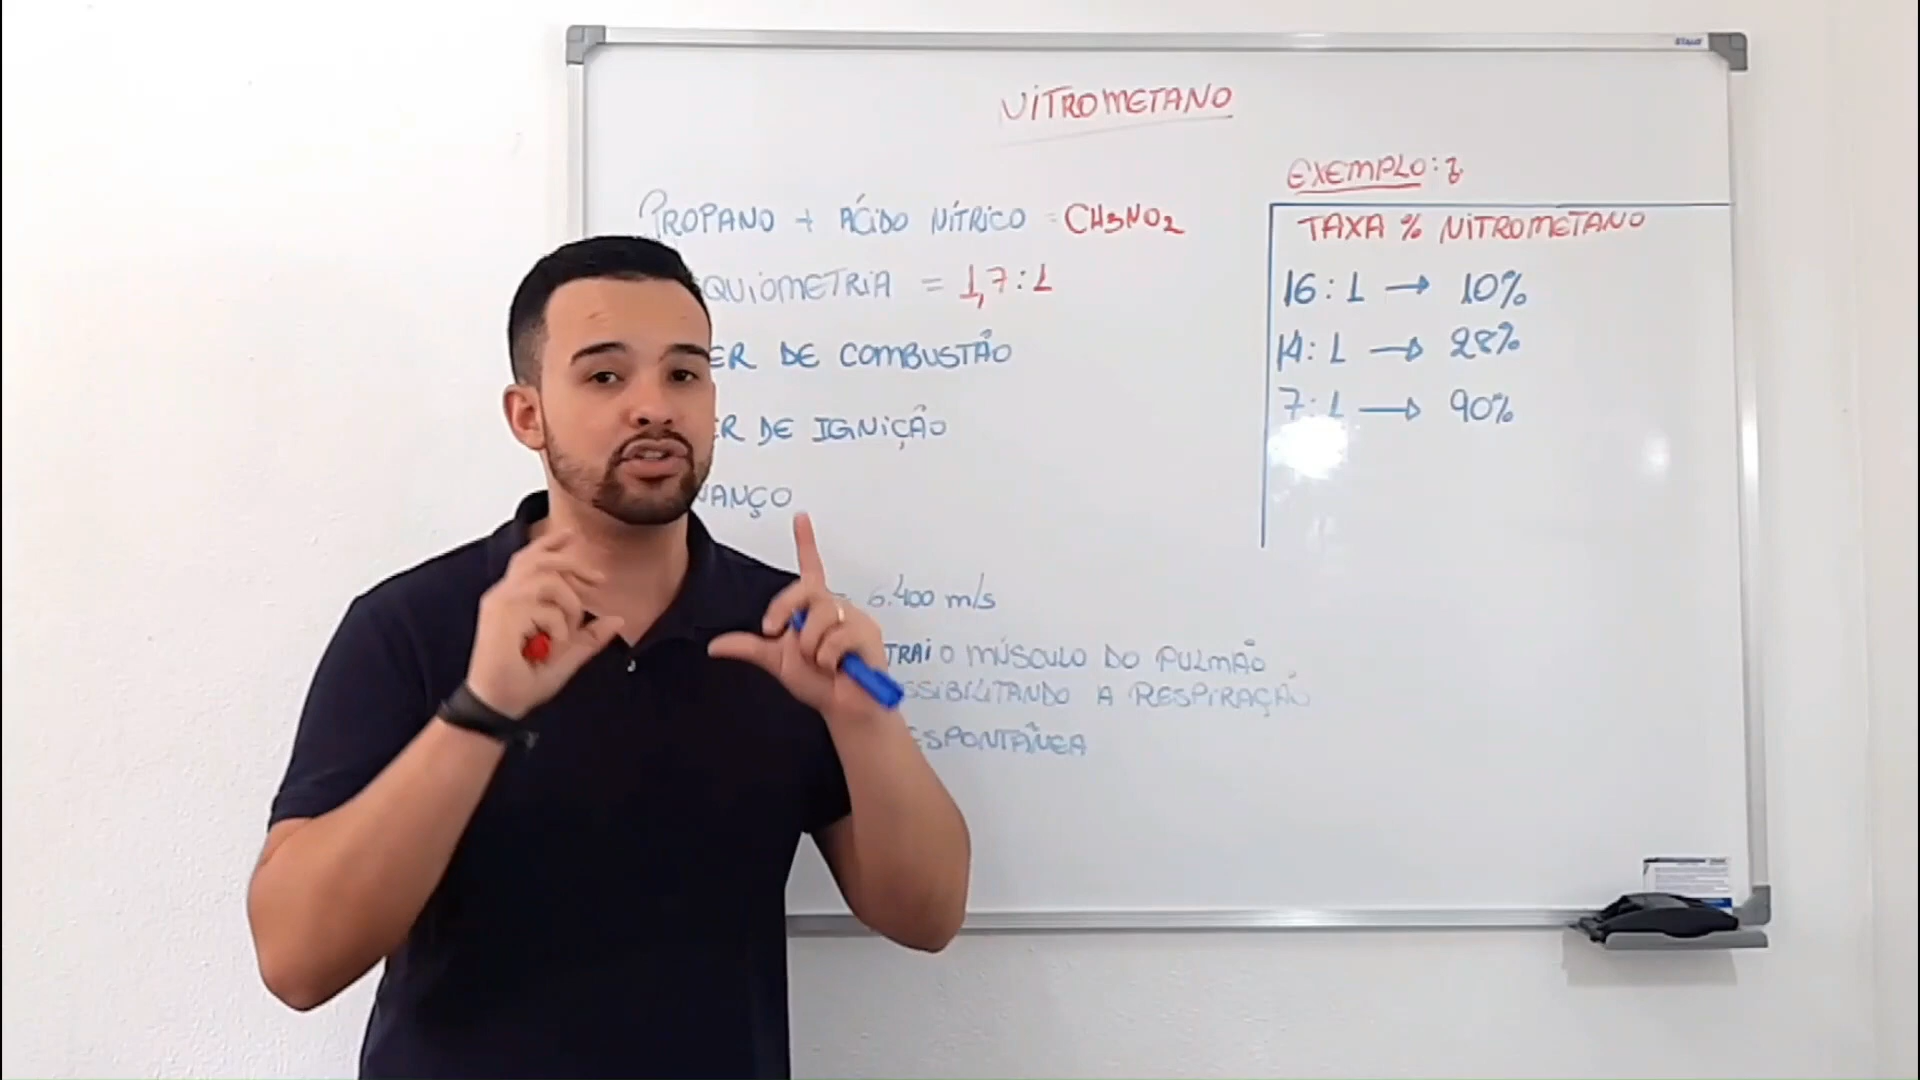 NITROMETANO
PROPANO + ÁCIDO NÍTRICO = CH3NO2
QUIOMETRIA = 1,7:1
ER DE COMBUSTÃO
ER DE IGNIÇÃO
VANÇO
= 6.400 m/s
TRAI O MÚSCULO DO PULMÃO
SSIBILITANDO A RESPIRAÇÃO
ESPONTÂNEA
EXEMPLO:
TAXA % NITROMETANO
16:1 → 10%
14:1 → 28%
7:1 → 90%